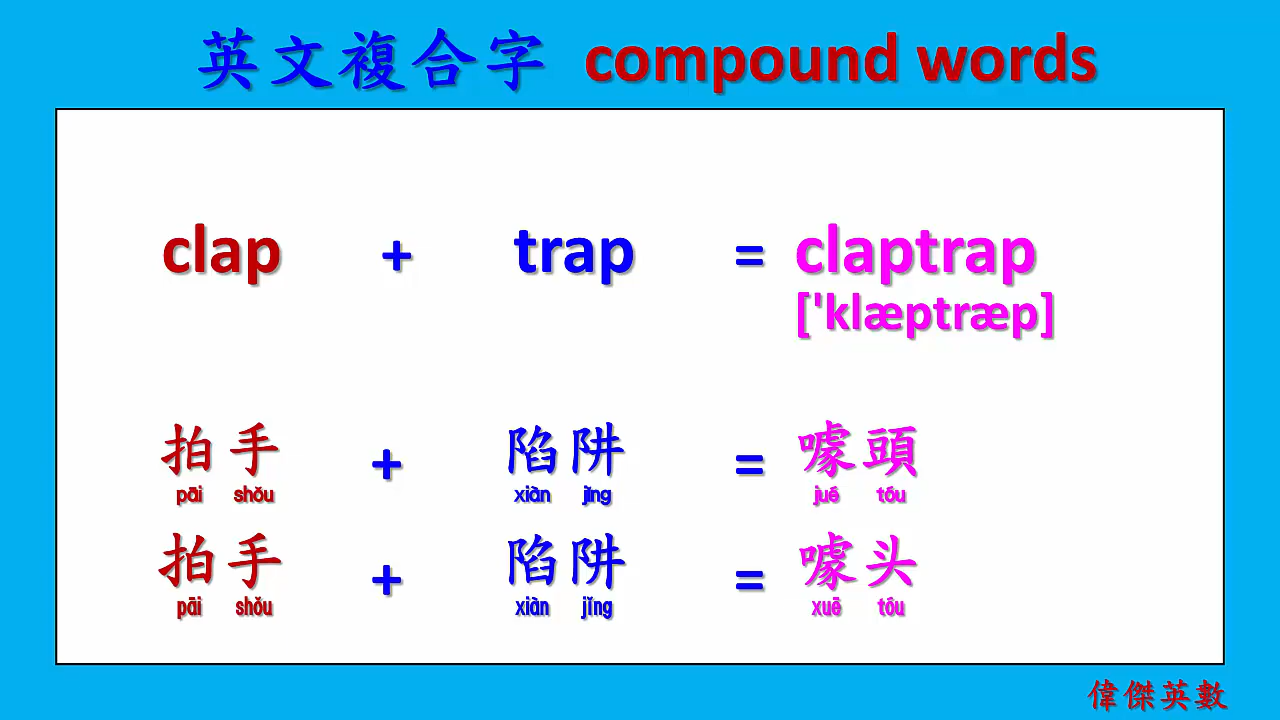 英文複合字 compound words
clap + trap = claptrap
['klæptræp]
拍手 + 陷阱 = 噱頭
pāi shǒu xiàn jǐng jué tóu
拍手 + 陷阱 = 噱头
pāi shǒu xiàn jǐng xuē tóu
偉傑英數